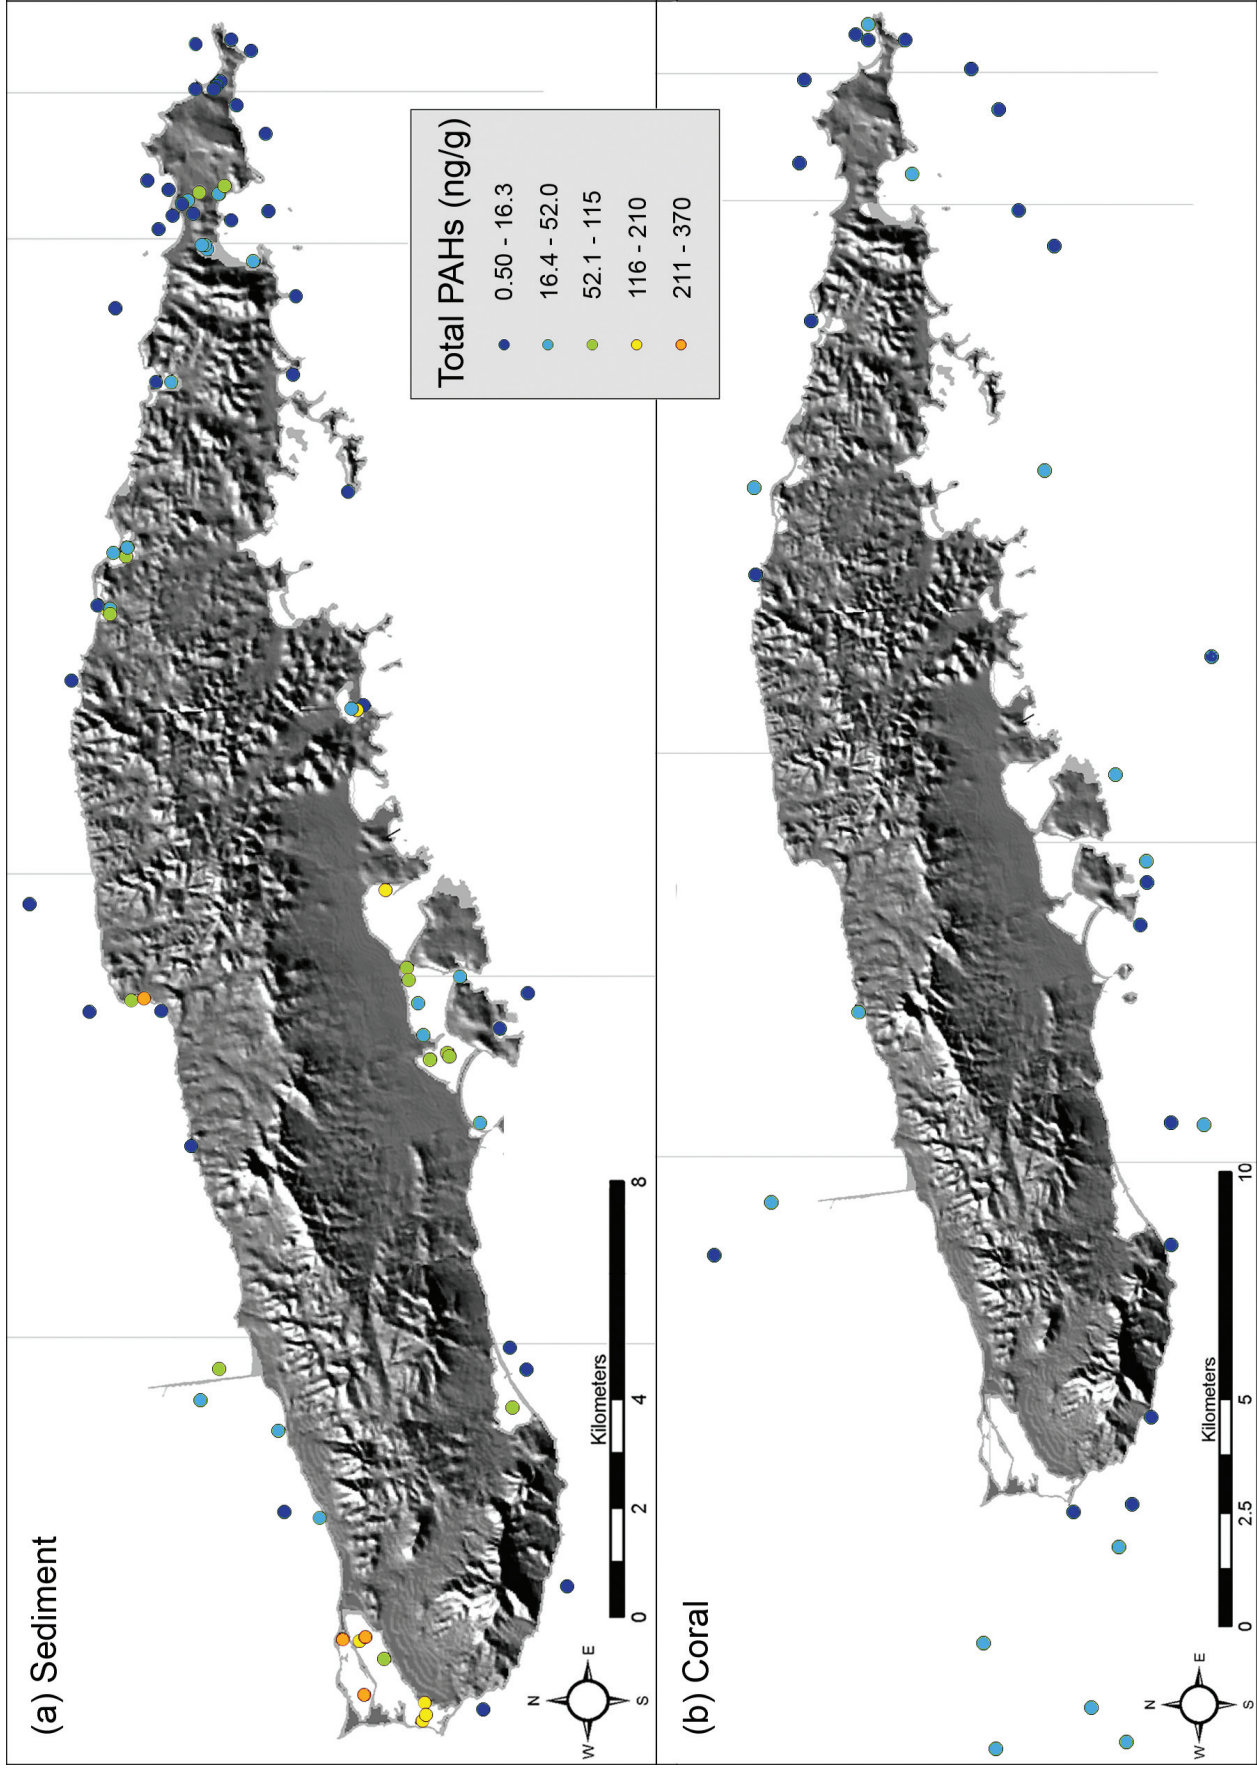 (a) Sediment
Total PAHs (ng/g)
0.50 - 16.3
16.4 - 52.0
52.1 - 115
116 - 210
211 - 370
N
W
E
S
Kilometers
0
2
4
8
(b) Coral
N
W
E
S
Kilometers
0
2.5
5
10